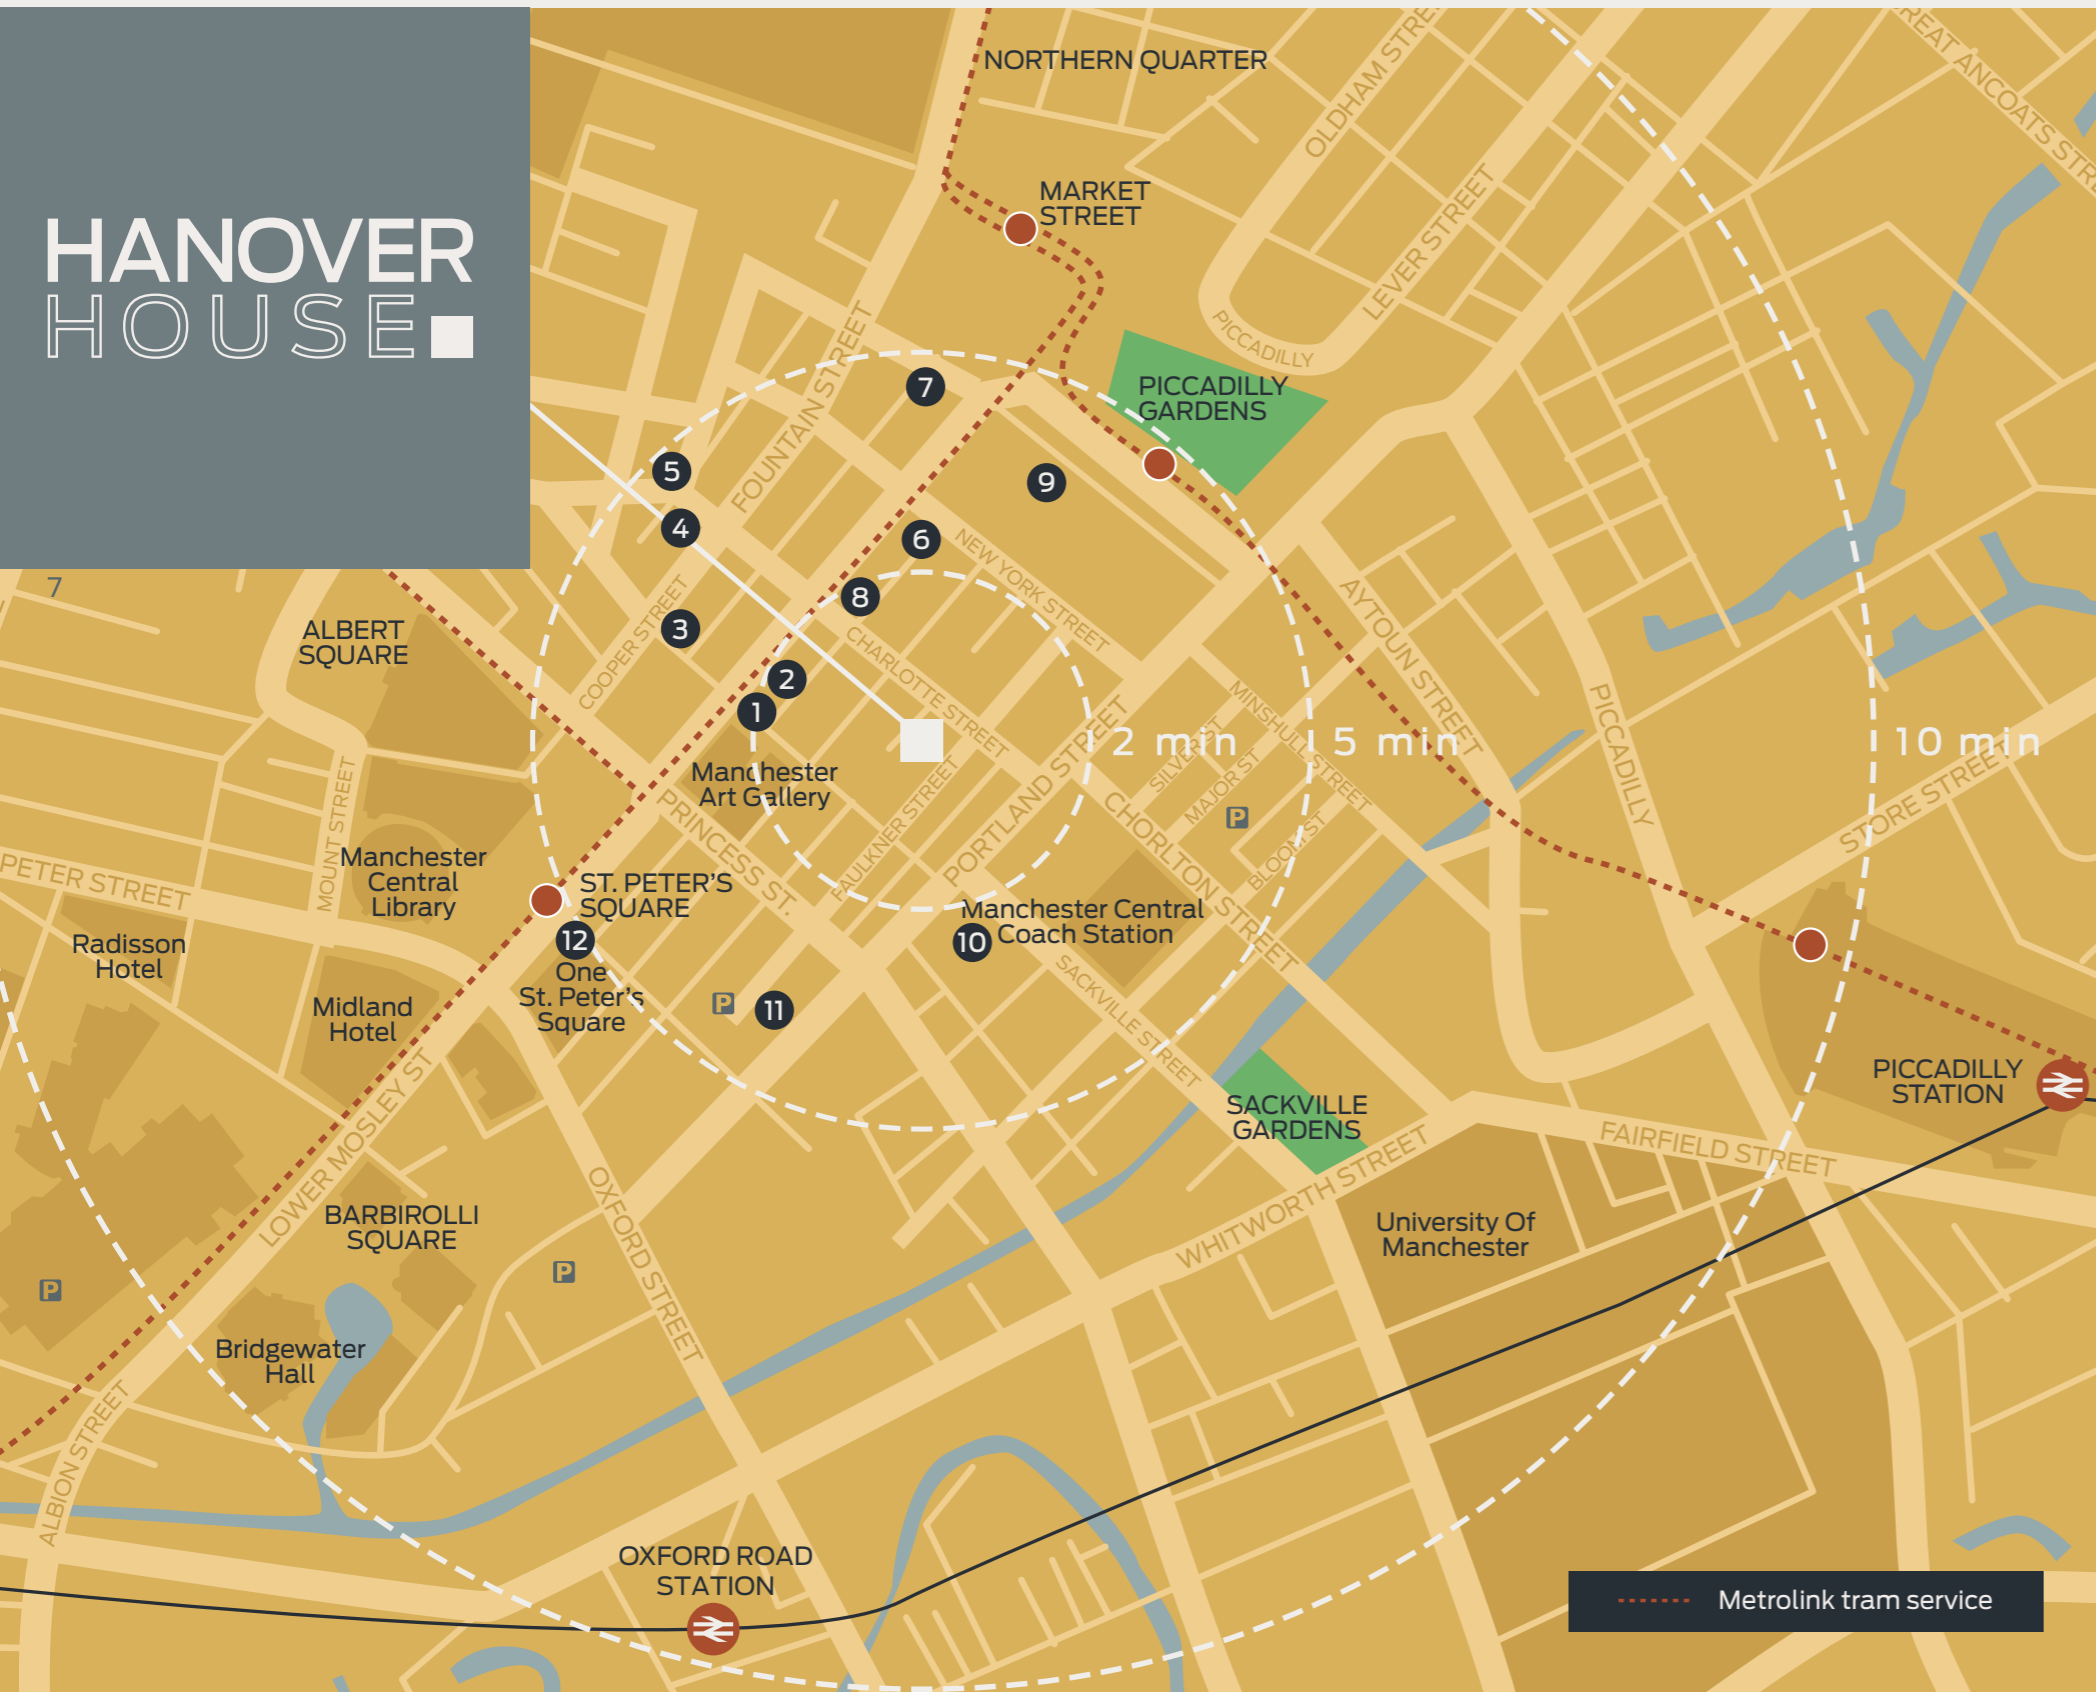 HANOVER
HOUSE
NORTHERN QUARTER
OLDHAM STREE
GREAT ANCOATS STR
MARKET
STREET
LEVER STREET
PICCADILLY
FOUNTAIN STREET
PICCADILLY
GARDENS
7
5
9
4
6
NEW YORK STREET
7
8
AYTOUN STREET
ALBERT
SQUARE
COOPER STREET
3
CHARLOTTE STREET
2
1
MINSHULL STREET
PICCADILLY
2 min
5 min
10 min
SILVER ST
MAJOR ST
STORE STREET
Manchester
Art Gallery
PORTLAND STREET
FAULKNER STREET
MOUNT STREET
PRINCESS ST.
CHORLTON STREET
P
BLOOM ST
PETER STREET
Manchester
Central
Library
ST. PETER'S
SQUARE
Manchester Central
Coach Station
10
12
Radisson
Hotel
One
St. Peter's
Square
SACKVILLE STREET
Midland
Hotel
P
11
LOWER MOSLEY ST
PICCADILLY
STATION
SACKVILLE
GARDENS
FAIRFIELD STREET
WHITWORTH STREET
OXFORD STREET
BARBIROLLI
SQUARE
University Of
Manchester
P
P
Bridgewater
Hall
ALBION STREET
OXFORD ROAD
STATION
Metrolink tram service